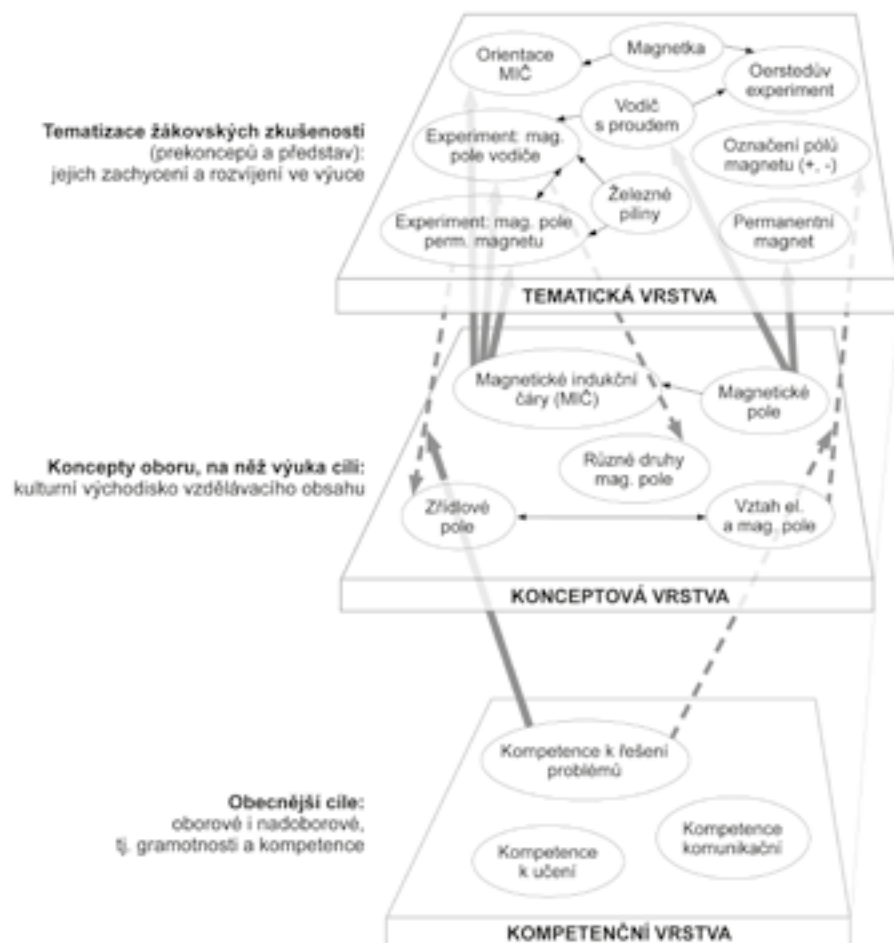 Orientace
MIČ
Magnetka
Oerstedův
experiment
Vodič
s proudem
Experiment: mag.
pole vodiče
Označení pólů
magnetu (+, -)
Železné
piliny
Experiment: mag. pole
perm. magnetu
Permanentní
magnet
Tematizace žákovských zkušeností
(prekonceptů a představ):
jejich zachycení a rozvíjení ve výuce
TEMATICKÁ VRSTVA
Magnetické indukční
čáry (MIČ)
Magnetické
pole
Různé druhy
mag. pole
Zřídlové
pole
Vztah el.
a mag. pole
Koncepty oboru, na něž výuka cílí:
kulturní východisko vzdělávacího obsahu
KONCEPTOVÁ VRSTVA
Kompetence k řešení
problémů
Kompetence
komunikační
Kompetence
k učení
Obecnější cíle:
oborové i nadoborové,
tj. gramotnosti a kompetence
KOMPETENČNÍ VRSTVA